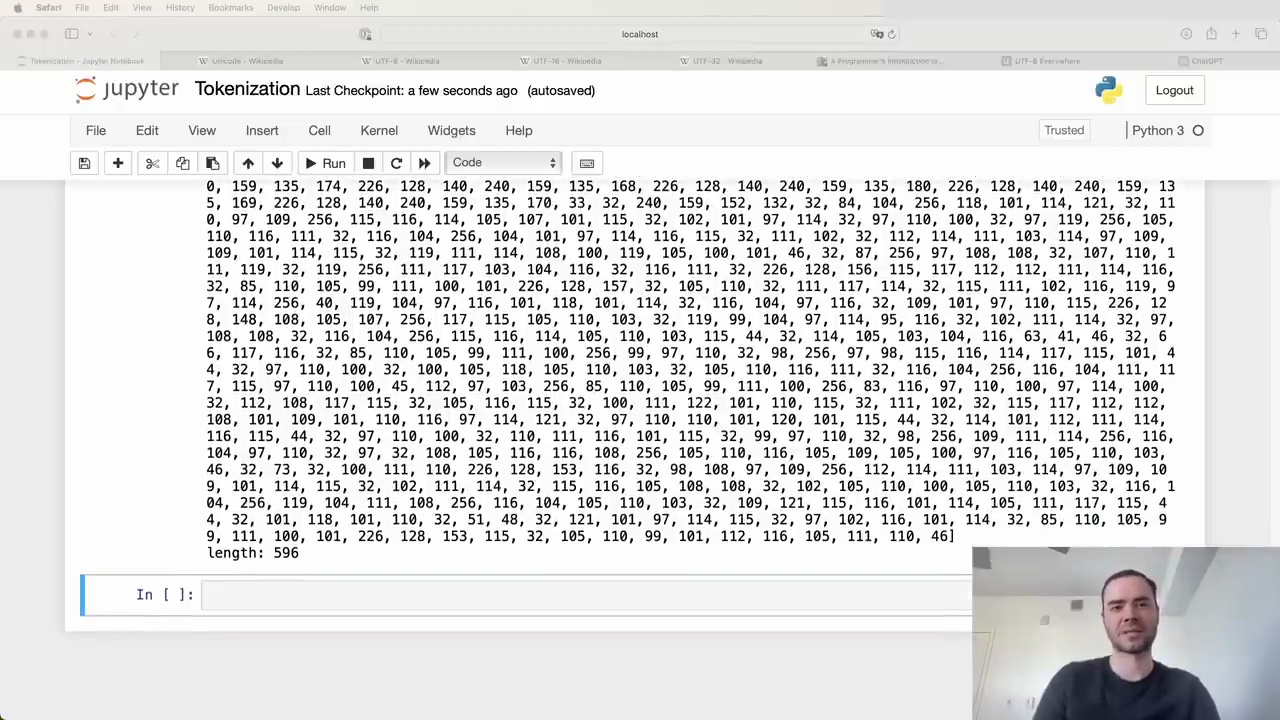 Safari File Edit View History Bookmarks Develop Window Help
localhost
Tokenization - Jupyter Notebook Unicode - Wikipedia UTF-8 - Wikipedia UTF-16 - Wikipedia UTF-32 - Wikipedia A Programmer's Introduction to... UTF-8 Everywhere ChatGPT
jupyter Tokenization Last Checkpoint: a few seconds ago (autosaved) Logout
File Edit View Insert Cell Kernel Widgets Help Trusted Python 3
Run Code
0, 159, 135, 174, 226, 128, 140, 240, 159, 135, 168, 226, 128, 140, 240, 159, 135, 180, 226, 128, 140, 240, 159, 13
5, 169, 226, 128, 140, 240, 159, 135, 170, 33, 32, 240, 159, 152, 132, 32, 84, 104, 256, 118, 101, 114, 121, 32, 11
0, 97, 109, 256, 115, 116, 114, 105, 107, 101, 115, 32, 102, 101, 97, 114, 32, 97, 110, 100, 32, 97, 119, 256, 105,
110, 116, 111, 32, 116, 104, 256, 104, 101, 97, 114, 116, 115, 32, 111, 102, 32, 112, 114, 111, 103, 114, 97, 109,
109, 101, 114, 115, 32, 119, 111, 114, 108, 100, 119, 105, 100, 101, 46, 32, 87, 256, 97, 108, 108, 32, 107, 110, 1
11, 119, 32, 119, 256, 111, 117, 103, 104, 116, 32, 116, 111, 32, 226, 128, 156, 115, 117, 112, 112, 111, 114, 116,
32, 85, 110, 105, 99, 111, 100, 101, 226, 128, 157, 32, 105, 110, 32, 111, 117, 114, 32, 115, 111, 102, 116, 119, 9
7, 114, 256, 40, 119, 104, 97, 116, 101, 118, 101, 114, 32, 116, 104, 97, 116, 32, 109, 101, 97, 110, 115, 226, 12
8, 148, 108, 105, 107, 256, 117, 115, 105, 110, 103, 32, 119, 99, 104, 97, 114, 95, 116, 32, 102, 111, 114, 32, 97,
108, 108, 32, 116, 104, 256, 115, 116, 114, 105, 110, 103, 115, 44, 32, 114, 105, 103, 104, 116, 63, 41, 46, 32, 6
6, 117, 116, 32, 85, 110, 105, 99, 111, 100, 256, 99, 97, 110, 32, 98, 256, 97, 98, 115, 116, 114, 117, 115, 101, 4
4, 32, 97, 110, 100, 32, 100, 105, 118, 105, 110, 103, 32, 105, 110, 116, 111, 32, 116, 104, 256, 116, 104, 111, 11
7, 115, 97, 110, 100, 45, 112, 97, 103, 256, 85, 110, 105, 99, 111, 100, 256, 83, 116, 97, 110, 100, 97, 114, 100,
32, 112, 108, 117, 115, 32, 105, 116, 115, 32, 100, 111, 122, 101, 110, 115, 32, 111, 102, 32, 115, 117, 112, 112,
108, 101, 109, 101, 110, 116, 97, 114, 121, 32, 97, 110, 110, 101, 120, 101, 115, 44, 32, 114, 101, 112, 111, 114,
116, 115, 44, 32, 97, 110, 100, 32, 110, 111, 116, 101, 115, 32, 99, 97, 110, 32, 98, 256, 109, 111, 114, 256, 116,
104, 97, 110, 32, 97, 32, 108, 105, 116, 116, 108, 256, 105, 110, 116, 105, 109, 105, 100, 97, 116, 105, 110, 103,
46, 32, 73, 32, 100, 111, 110, 226, 128, 153, 116, 32, 98, 108, 97, 109, 256, 112, 114, 111, 103, 114, 97, 109, 10
9, 101, 114, 115, 32, 102, 111, 114, 32, 115, 116, 105, 108, 108, 32, 102, 105, 110, 100, 105, 110, 103, 32, 116, 1
04, 256, 119, 104, 111, 108, 256, 116, 104, 105, 110, 103, 32, 109, 121, 115, 116, 101, 114, 105, 111, 117, 115, 4
4, 32, 101, 118, 101, 110, 32, 51, 48, 32, 121, 101, 97, 114, 115, 32, 97, 102, 116, 101, 114, 32, 85, 110, 105, 9
9, 111, 100, 101, 226, 128, 153, 115, 32, 105, 110, 99, 101, 112, 116, 105, 111, 110, 46]
length: 596
In [ ]: